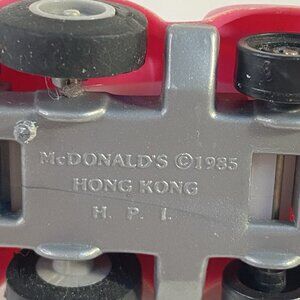 McDONALD'S ©1985
HONG KONG
H. P. I.